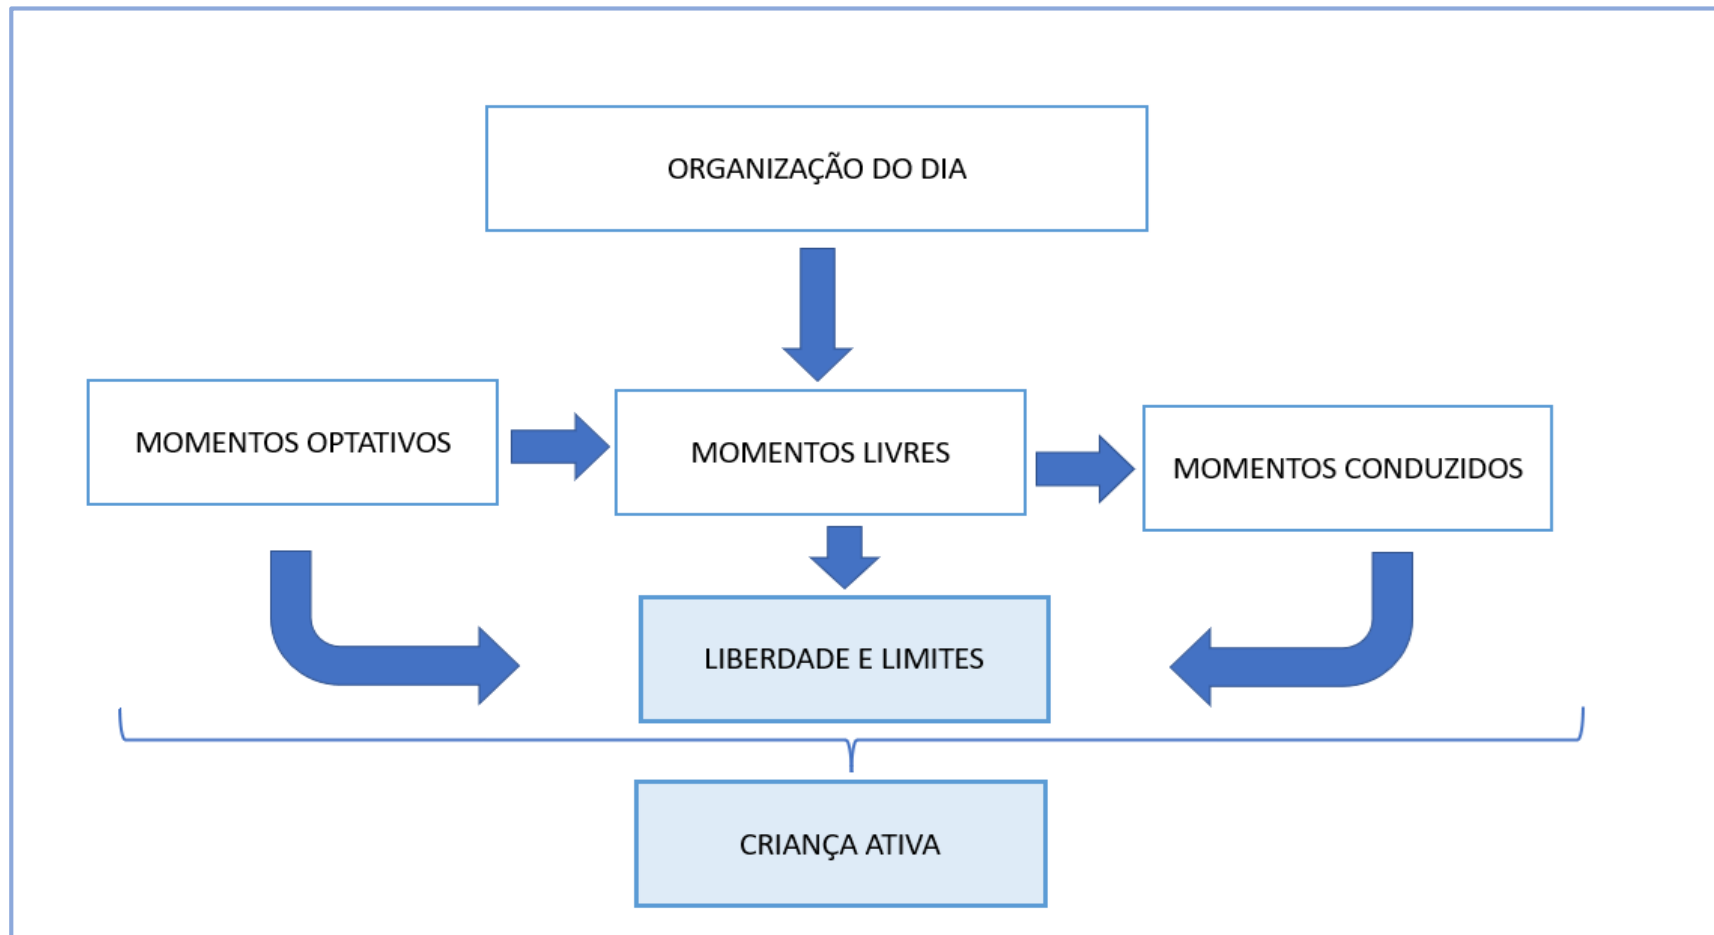 ORGANIZAÇÃO DO DIA
MOMENTOS OPTATIVOS
MOMENTOS LIVRES
MOMENTOS CONDUZIDOS
LIBERDADE E LIMITES
CRIANÇA ATIVA